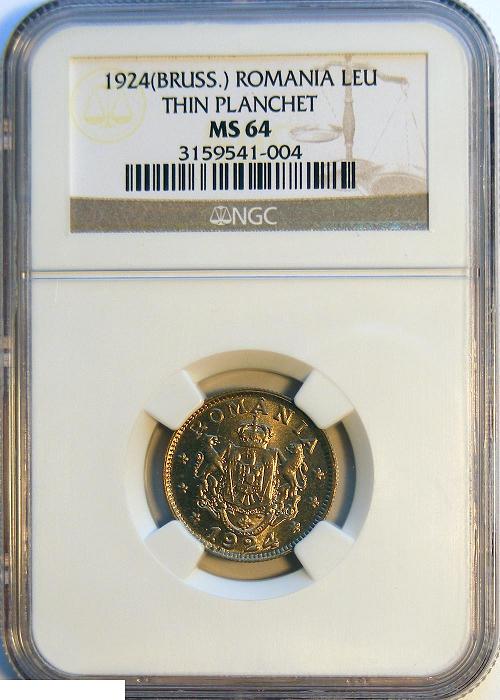 1924(BRUSS.) ROMANIA LEU
THIN PLANCHET
MS 64
3159541-004
NGC
ROMANIA
1924